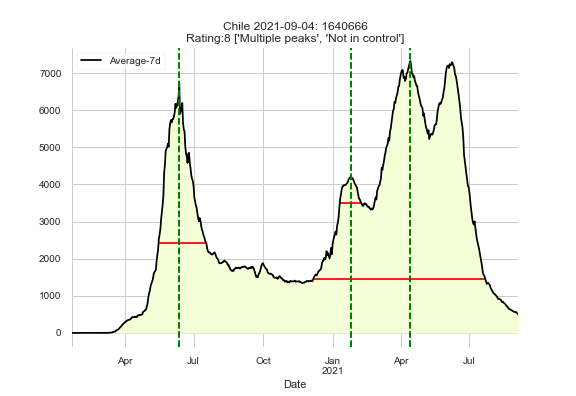 Chile 2021-09-04: 1640666
Rating:8 ['Multiple peaks', 'Not in control']
Average-7d
7000
6000
5000
4000
3000
2000
1000
0
Apr Jul Oct Jan Apr Jul
2021
Date